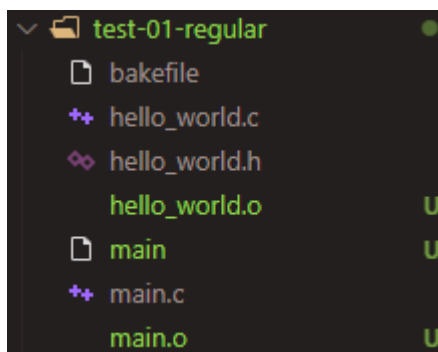 test-01-regular
bakefile
hello_world.c
hello_world.h
hello_world.o U
main U
main.c
main.o U